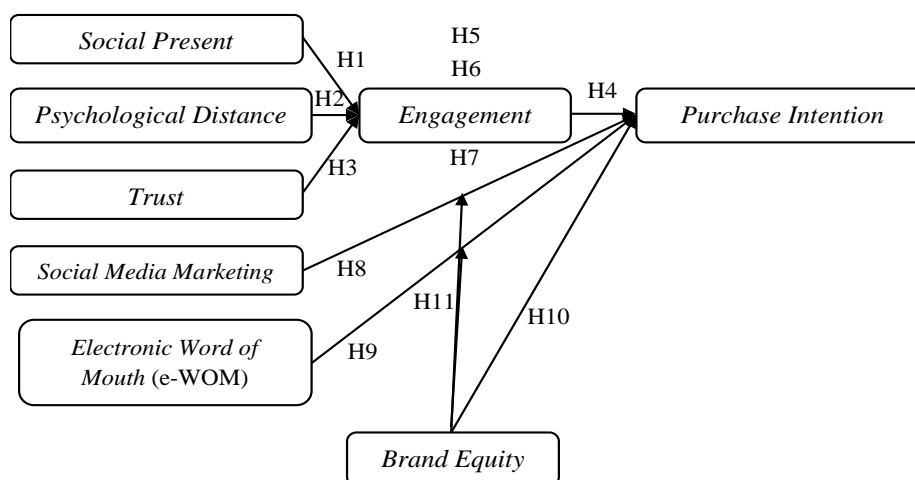 Social Present
H5
H1
H6
H2
H4
Psychological Distance
Engagement
Purchase Intention
H3
H7
Trust
Social Media Marketing
H8
H11
H10
Electronic Word of
Mouth (e-WOM)
H9
Brand Equity